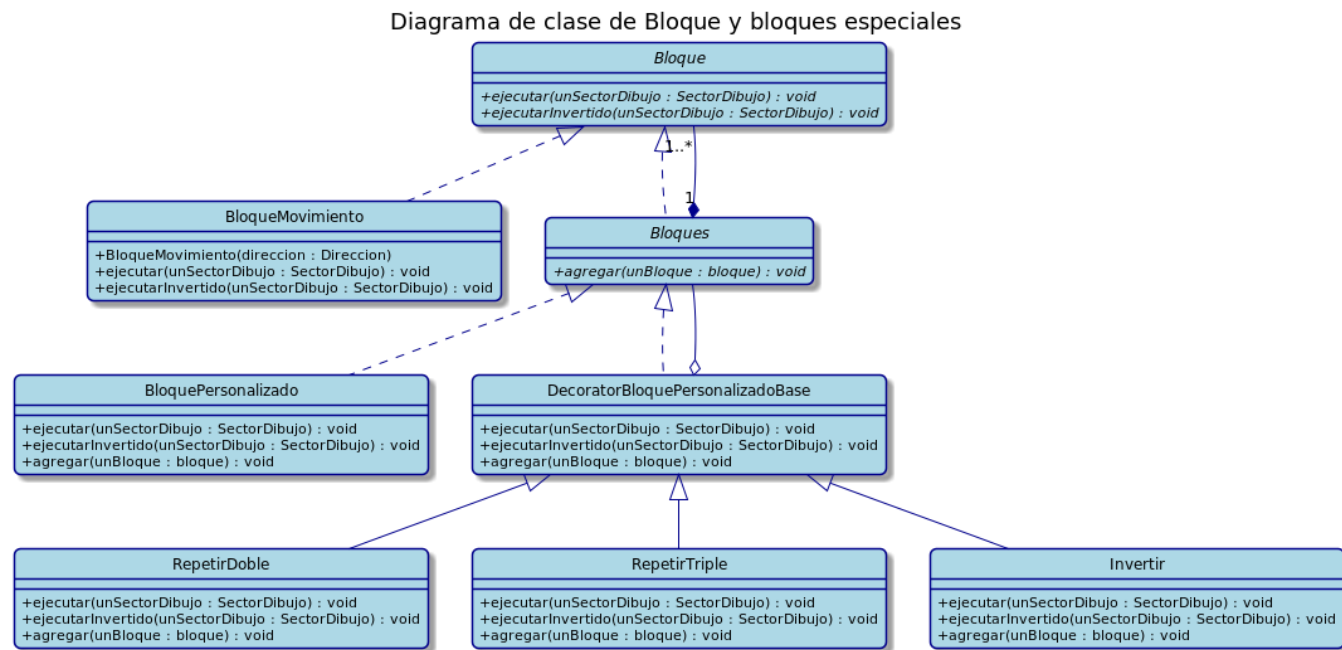 Diagrama de clase de Bloque y bloques especiales
Bloque
+ejecutar(unSectorDibujo : SectorDibujo) : void
+ejecutarInvertido(unSectorDibujo : SectorDibujo) : void
1..*
1
BloqueMovimiento
+BloqueMovimiento(direccion : Direccion)
+ejecutar(unSectorDibujo : SectorDibujo) : void
+ejecutarInvertido(unSectorDibujo : SectorDibujo) : void
Bloques
+agregar(unBloque : bloque) : void
BloquePersonalizado
+ejecutar(unSectorDibujo : SectorDibujo) : void
+ejecutarInvertido(unSectorDibujo : SectorDibujo) : void
+agregar(unBloque : bloque) : void
DecoratorBloquePersonalizadoBase
+ejecutar(unSectorDibujo : SectorDibujo) : void
+ejecutarInvertido(unSectorDibujo : SectorDibujo) : void
+agregar(unBloque : bloque) : void
RepetirDoble
+ejecutar(unSectorDibujo : SectorDibujo) : void
+ejecutarInvertido(unSectorDibujo : SectorDibujo) : void
+agregar(unBloque : bloque) : void
RepetirTriple
+ejecutar(unSectorDibujo : SectorDibujo) : void
+ejecutarInvertido(unSectorDibujo : SectorDibujo) : void
+agregar(unBloque : bloque) : void
Invertir
+ejecutar(unSectorDibujo : SectorDibujo) : void
+ejecutarInvertido(unSectorDibujo : SectorDibujo) : void
+agregar(unBloque : bloque) : void